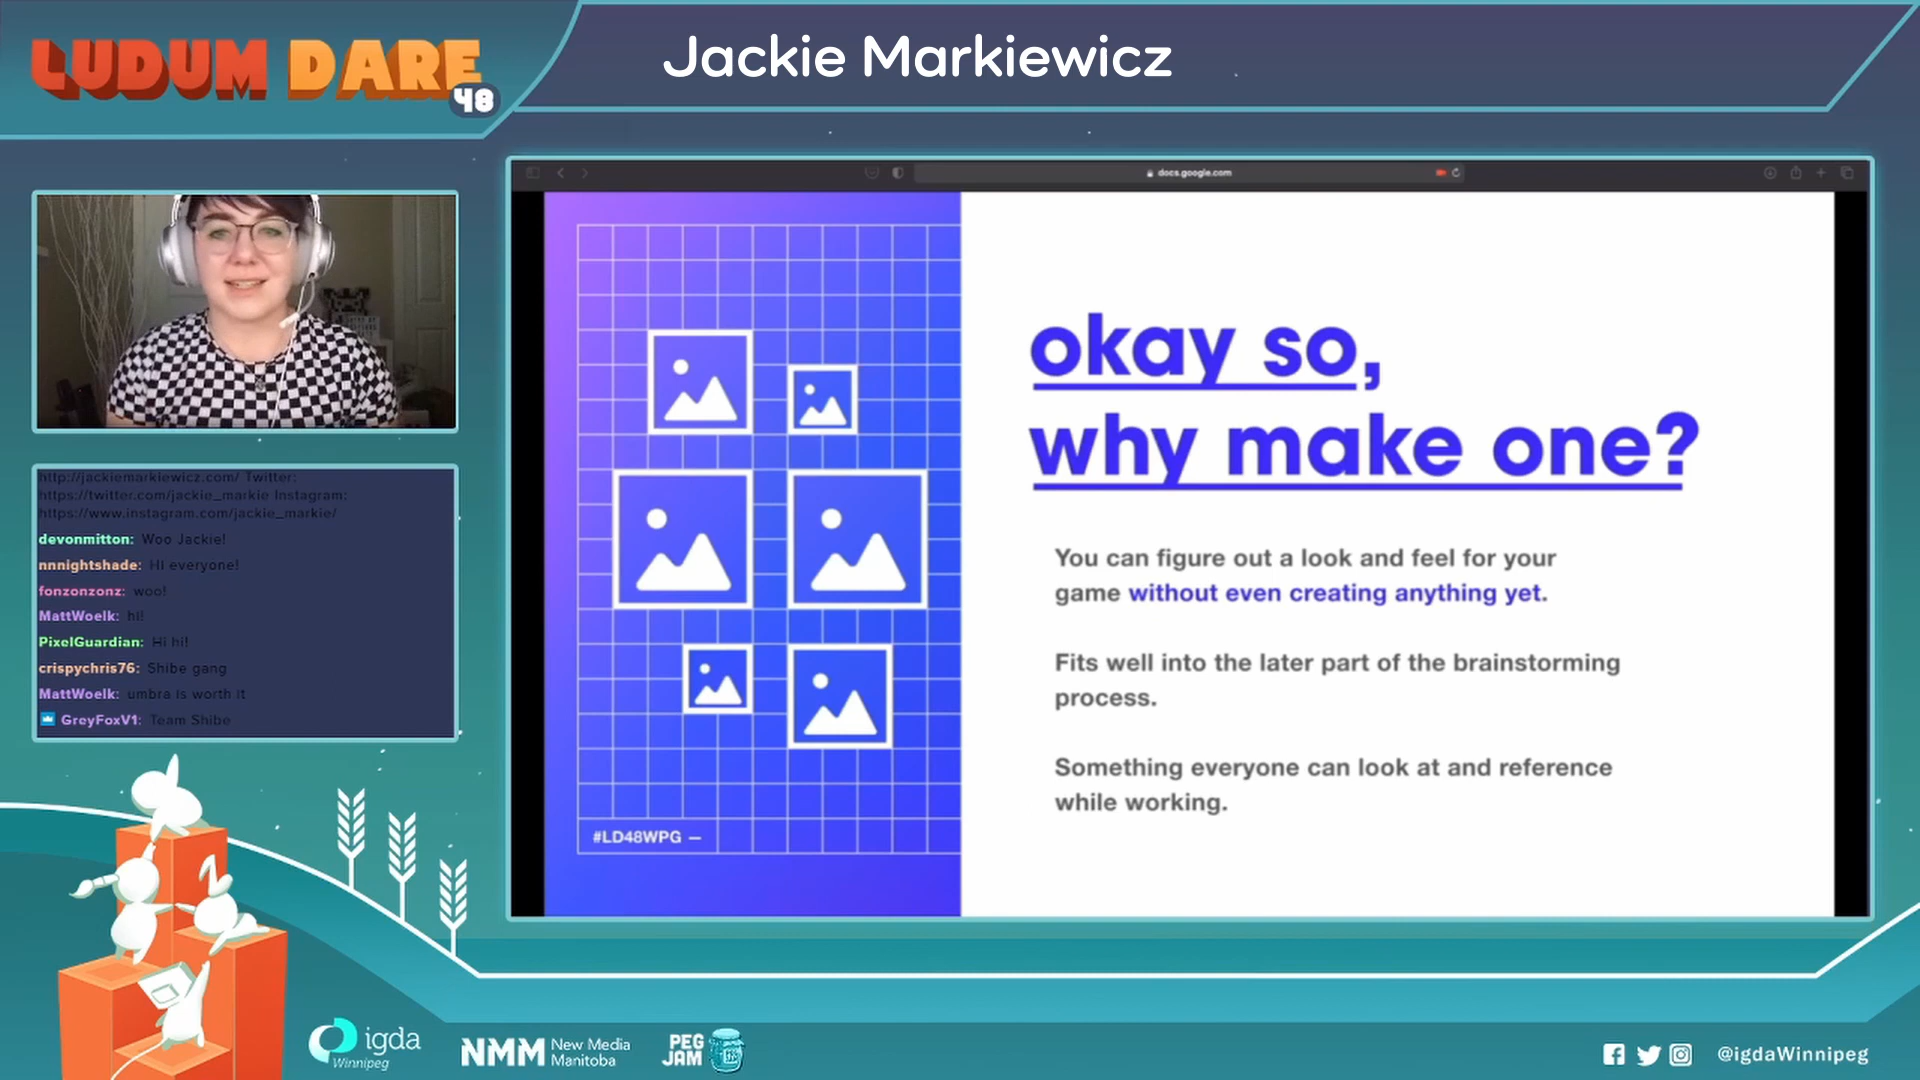 LUDUM DARE
48
Jackie Markiewicz
docs.google.com
http://jackiemarkiewicz.com/ Twitter:
https://twitter.com/jackie_markie Instagram:
https://www.instagram.com/jackie_markie/
devonmitton: Woo Jackie!
nnnightshade: Hi everyone!
fonzonzonz: woo!
MattWoelk: hi!
PixelGuardian: Hi hi!
crispychris76: Shibe gang
MattWoelk: umbra is worth it
GreyFoxV1: Team Shibe
okay so,
why make one?
You can figure out a look and feel for your
game without even creating anything yet.
Fits well into the later part of the brainstorming
process.
Something everyone can look at and reference
while working.
#LD48WPG —
igda
Winnipeg
NMM New Media
Manitoba
PEG
JAM
@igdaWinnipeg